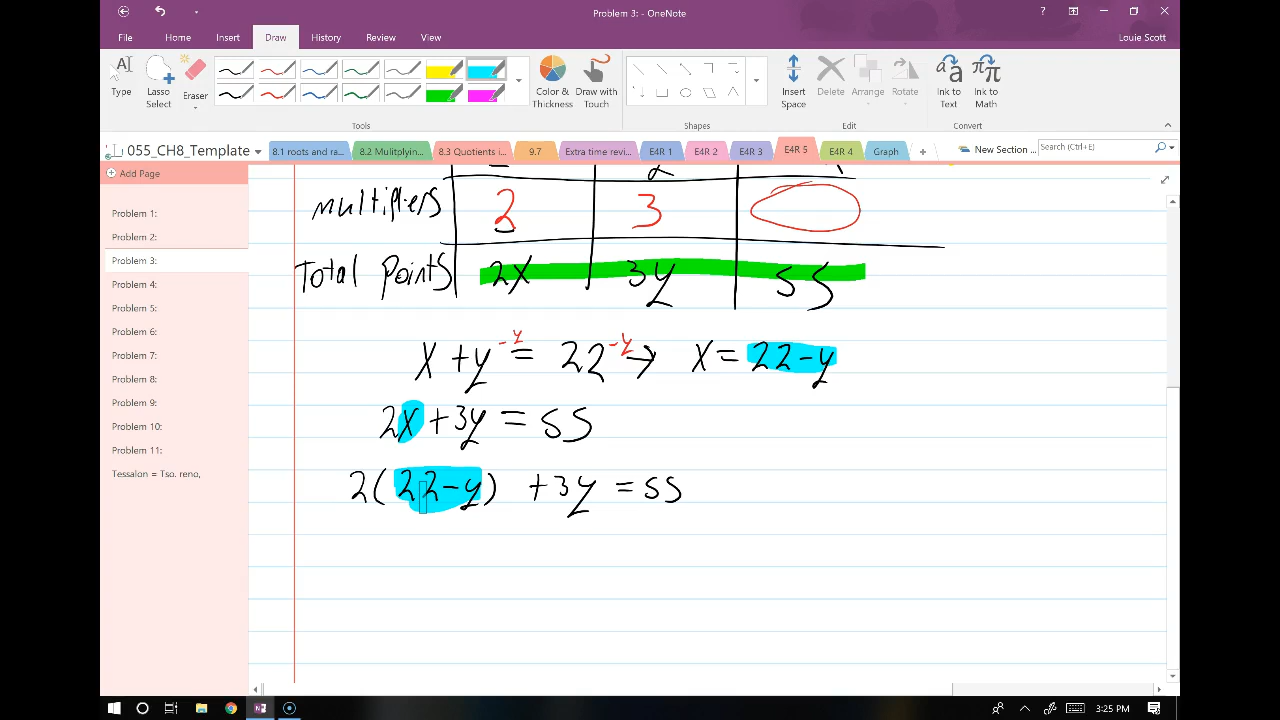 Problem 3: - OneNote
File Home Insert Draw History Review View Louie Scott
Type Lasso Select Eraser Color & Thickness Draw with Touch Insert Space Delete Arrange Rotate Ink to Text Ink to Math
Tools Shapes Edit Convert
055_CH8_Template 8.1 roots and ra... 8.2 Mulitplying... 8.3 Quotients i... 9.7 Extra time revi... E4R 1 E4R 2 E4R 3 E4R 5 E4R 4 Graph + New Section... Search (Ctrl+E)
Add Page
Problem 1:
Problem 2:
Problem 3:
Problem 4:
Problem 5:
Problem 6:
Problem 7:
Problem 8:
Problem 9:
Problem 10:
Problem 11:
Tessalon = Tso. reno,
multipliers 2 3
Total points 2x 3y 55
x + y -y = 22 -y → x = 22 - y
2x + 3y = 55
2(22 - y) + 3y = 55
3:25 PM